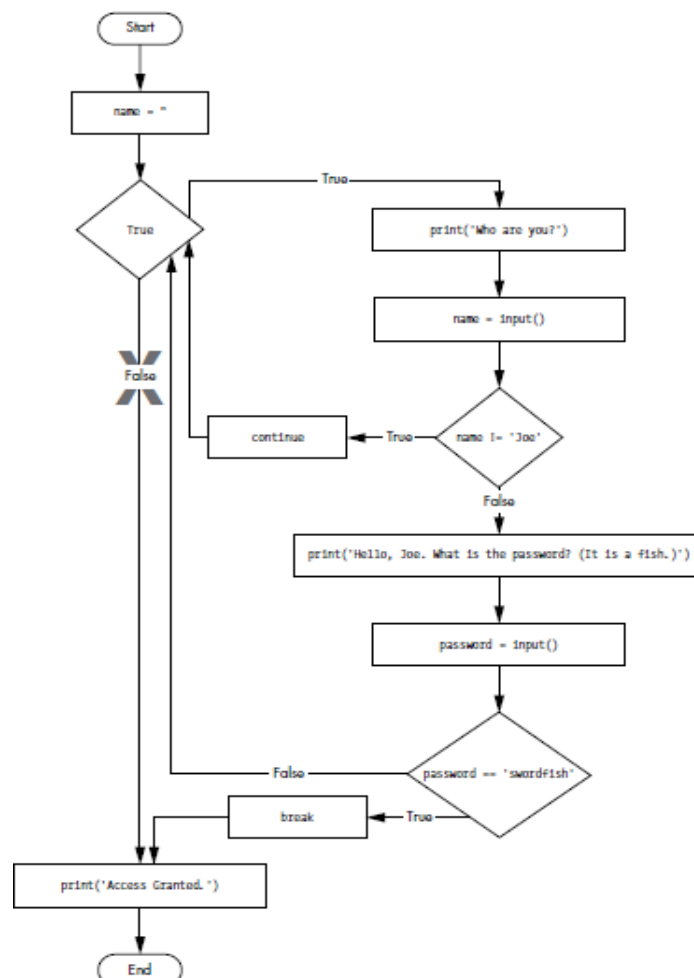 Start
name = ''
True
True
print('Who are you?')
name = input()
False
name != 'Joe'
True
continue
False
print('Hello, Joe. What is the password? (It is a fish.)')
password = input()
password == 'swordfish'
False
True
break
print('Access Granted.')
End